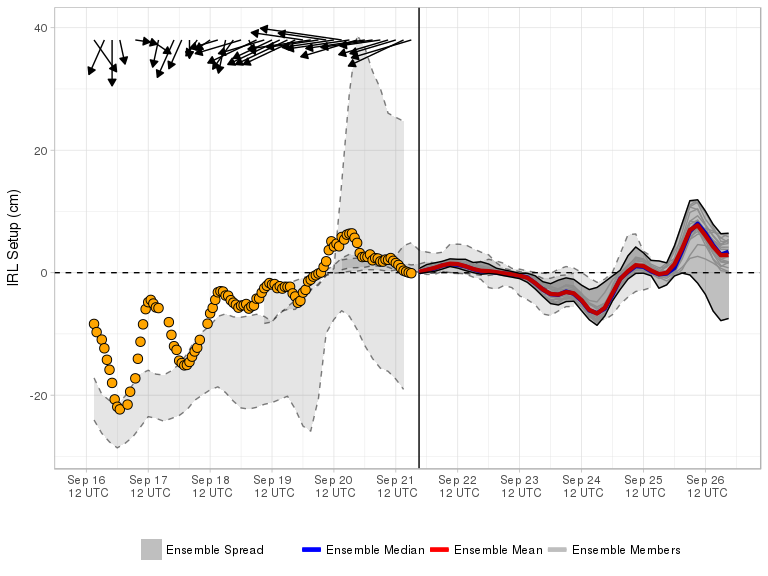 IRL Setup (cm)
40
20
0
-20
Sep 16 Sep 17 Sep 18 Sep 19 Sep 20 Sep 21 Sep 22 Sep 23 Sep 24 Sep 25 Sep 26
12 UTC 12 UTC 12 UTC 12 UTC 12 UTC 12 UTC 12 UTC 12 UTC 12 UTC 12 UTC 12 UTC
Ensemble Spread Ensemble Median Ensemble Mean Ensemble Members